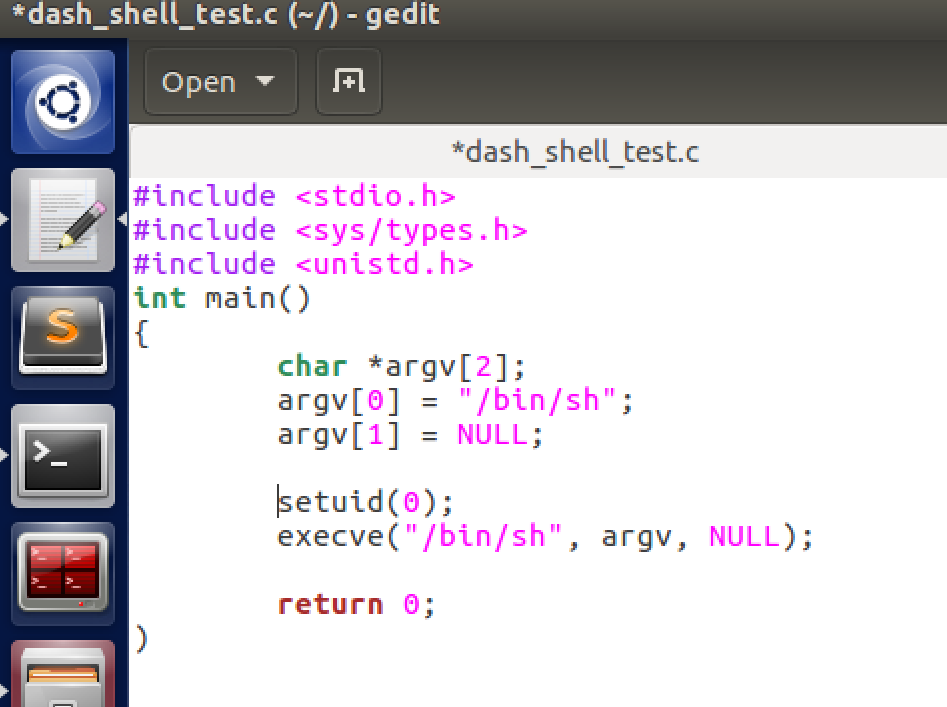 *dash_shell_test.c (~/) - gedit
Open
*dash_shell_test.c
#include <stdio.h>
#include <sys/types.h>
#include <unistd.h>
int main()
{
        char *argv[2];
        argv[0] = "/bin/sh";
        argv[1] = NULL;

        setuid(0);
        execve("/bin/sh", argv, NULL);

        return 0;
)